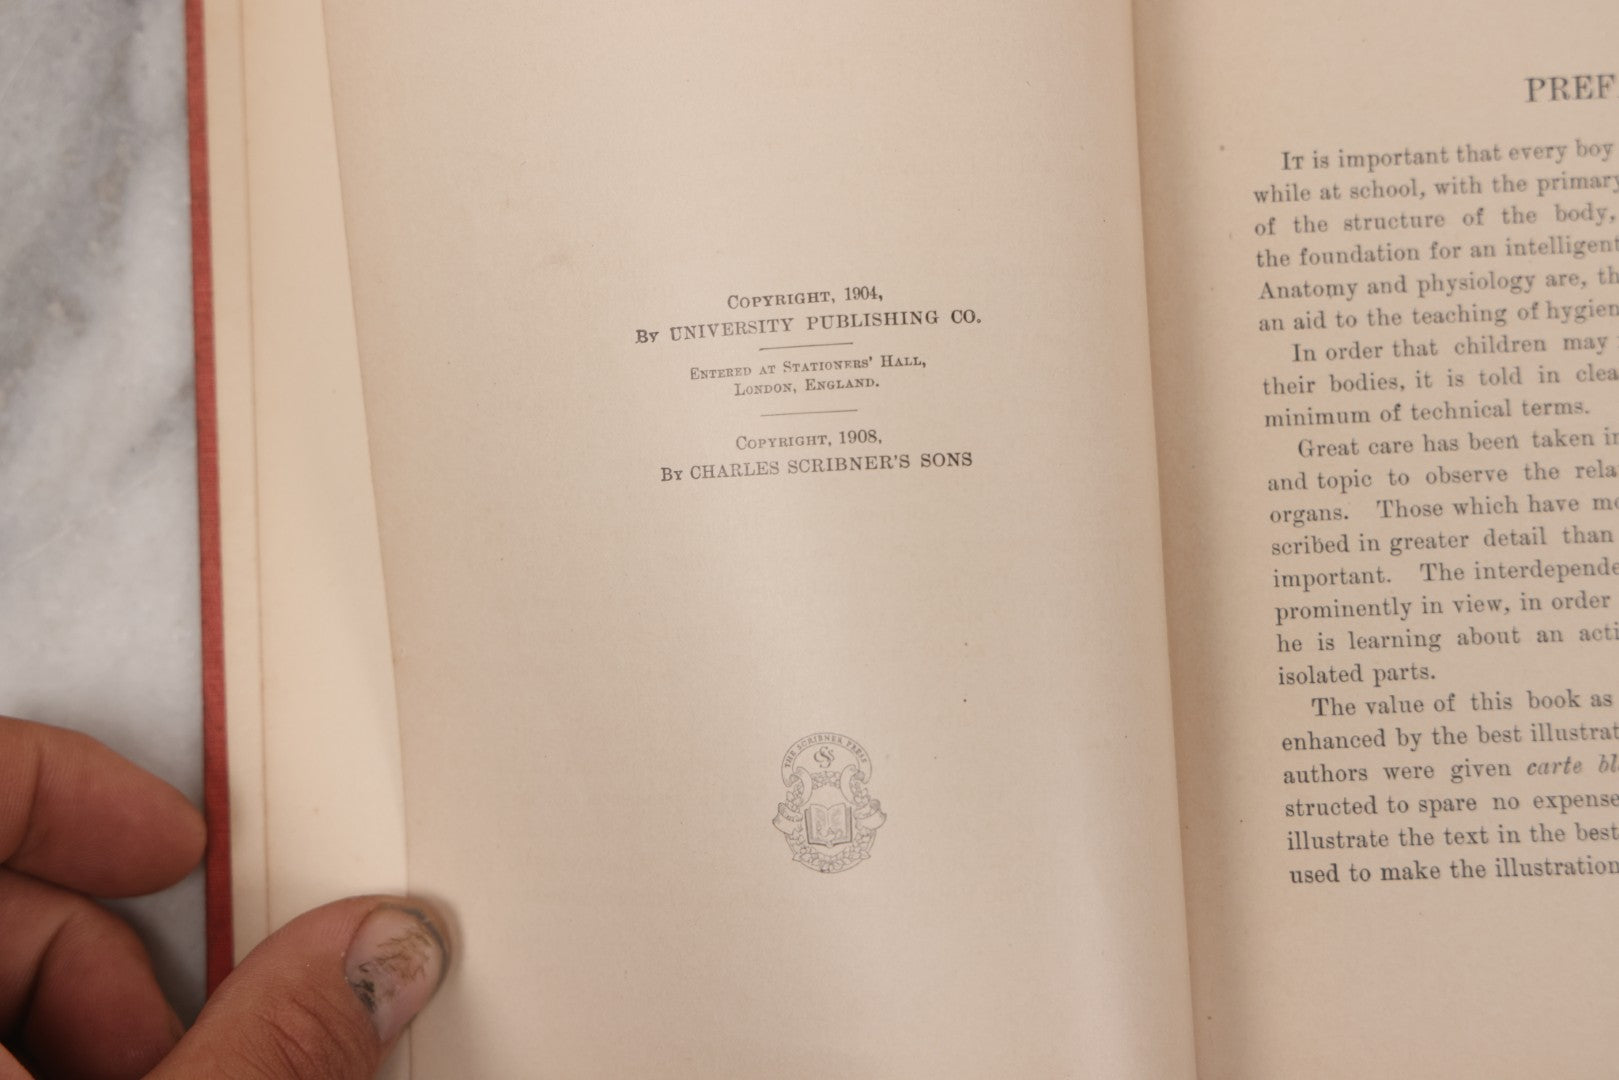 COPYRIGHT, 1904,
BY UNIVERSITY PUBLISHING CO.
ENTERED AT STATIONERS' HALL,
LONDON, ENGLAND.
COPYRIGHT, 1908,
BY CHARLES SCRIBNER'S SONS
THE SCRIBNER PRESS
PREF
IT is important that every boy
while at school, with the primary
of the structure of the body,
the foundation for an intelligent
Anatomy and physiology are, th
an aid to the teaching of hygien
In order that children may
their bodies, it is told in clea
minimum of technical terms.
Great care has been taken in
and topic to observe the rela
organs. Those which have mo
scribed in greater detail than
important. The interdepende
prominently in view, in order
he is learning about an acti
isolated parts.
The value of this book as
enhanced by the best illustrat
authors were given carte bl
structed to spare no expense
illustrate the text in the best
used to make the illustration